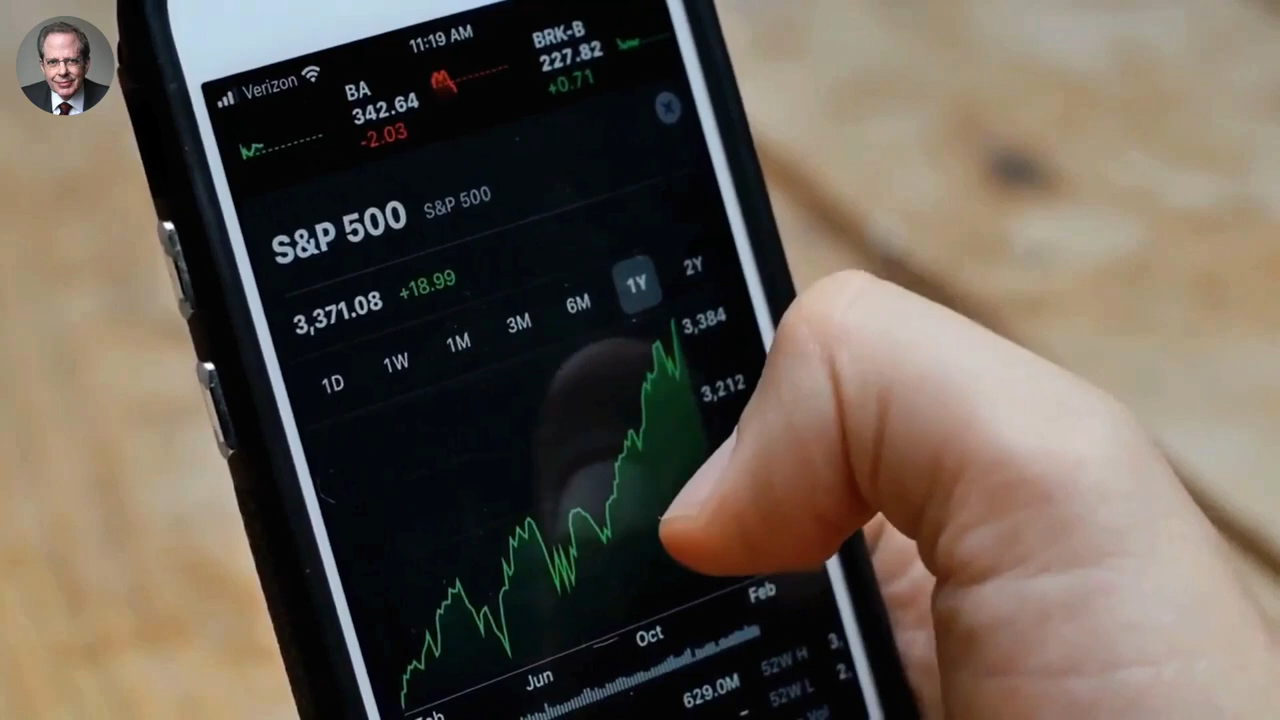 Verizon
11:19 AM
BA
342.64
-2.03
BRK-B
227.82
+0.71
S&P 500 S&P 500
3,371.08 +18.99
1D 1W 1M 3M 6M 1Y 2Y
3,384
3,212
Jun Oct Feb
629.0M
52W H
52W L